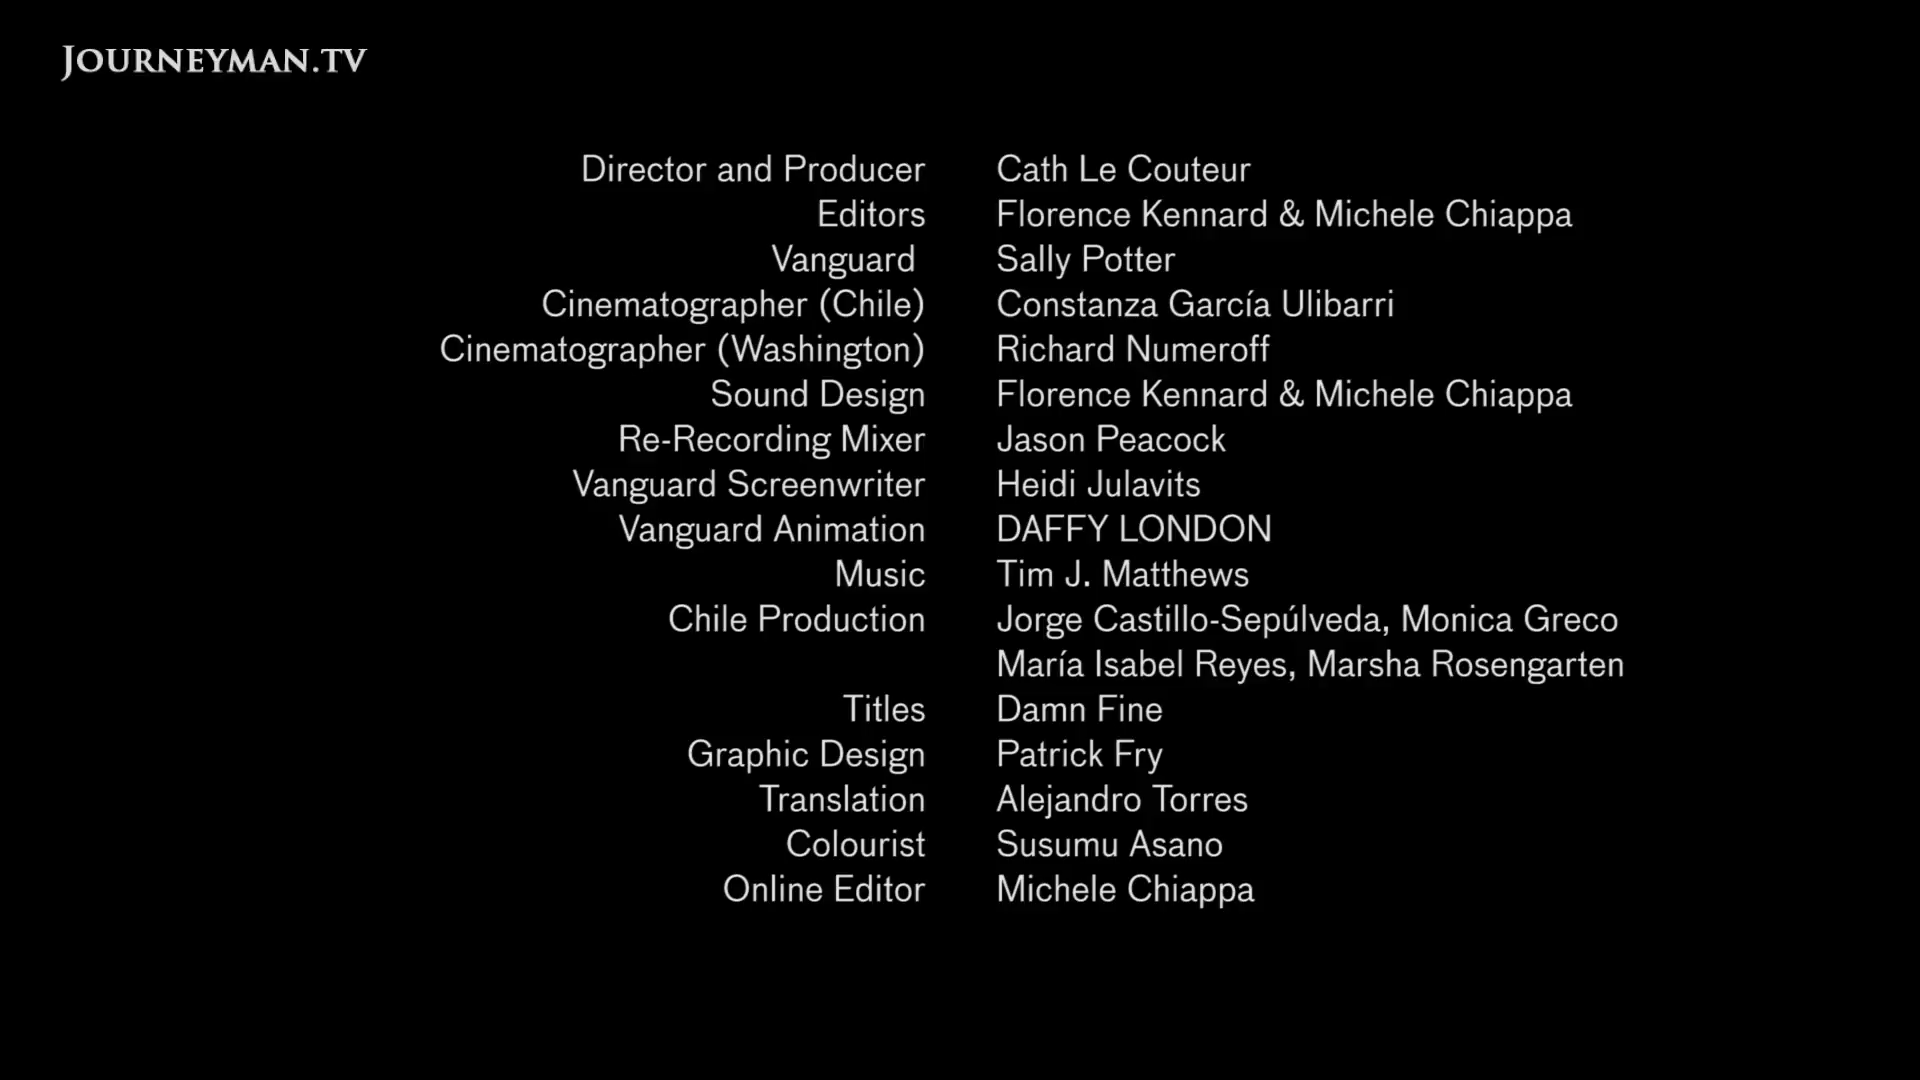 JOURNEYMAN.TV
Director and Producer Cath Le Couteur
Editors Florence Kennard & Michele Chiappa
Vanguard Sally Potter
Cinematographer (Chile) Constanza García Ulibarri
Cinematographer (Washington) Richard Numeroff
Sound Design Florence Kennard & Michele Chiappa
Re-Recording Mixer Jason Peacock
Vanguard Screenwriter Heidi Julavits
Vanguard Animation DAFFY LONDON
Music Tim J. Matthews
Chile Production Jorge Castillo-Sepúlveda, Monica Greco
María Isabel Reyes, Marsha Rosengarten
Titles Damn Fine
Graphic Design Patrick Fry
Translation Alejandro Torres
Colourist Susumu Asano
Online Editor Michele Chiappa